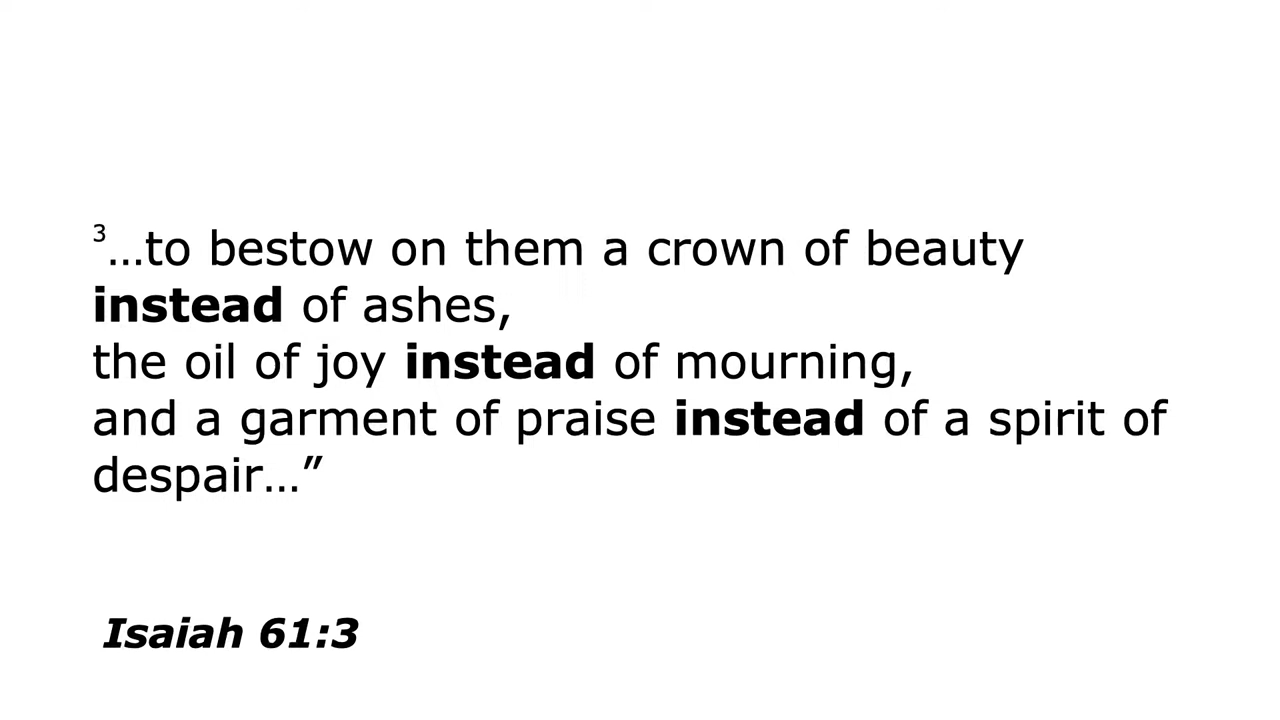 3…to bestow on them a crown of beauty
instead of ashes,
the oil of joy instead of mourning,
and a garment of praise instead of a spirit of
despair…”
Isaiah 61:3